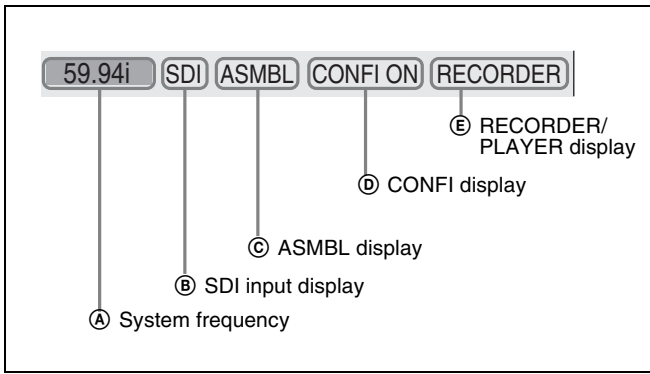 59.94i SDI ASMBL CONFI ON RECORDER
Ⓔ RECORDER/
PLAYER display
Ⓓ CONFI display
Ⓒ ASMBL display
Ⓑ SDI input display
Ⓐ System frequency